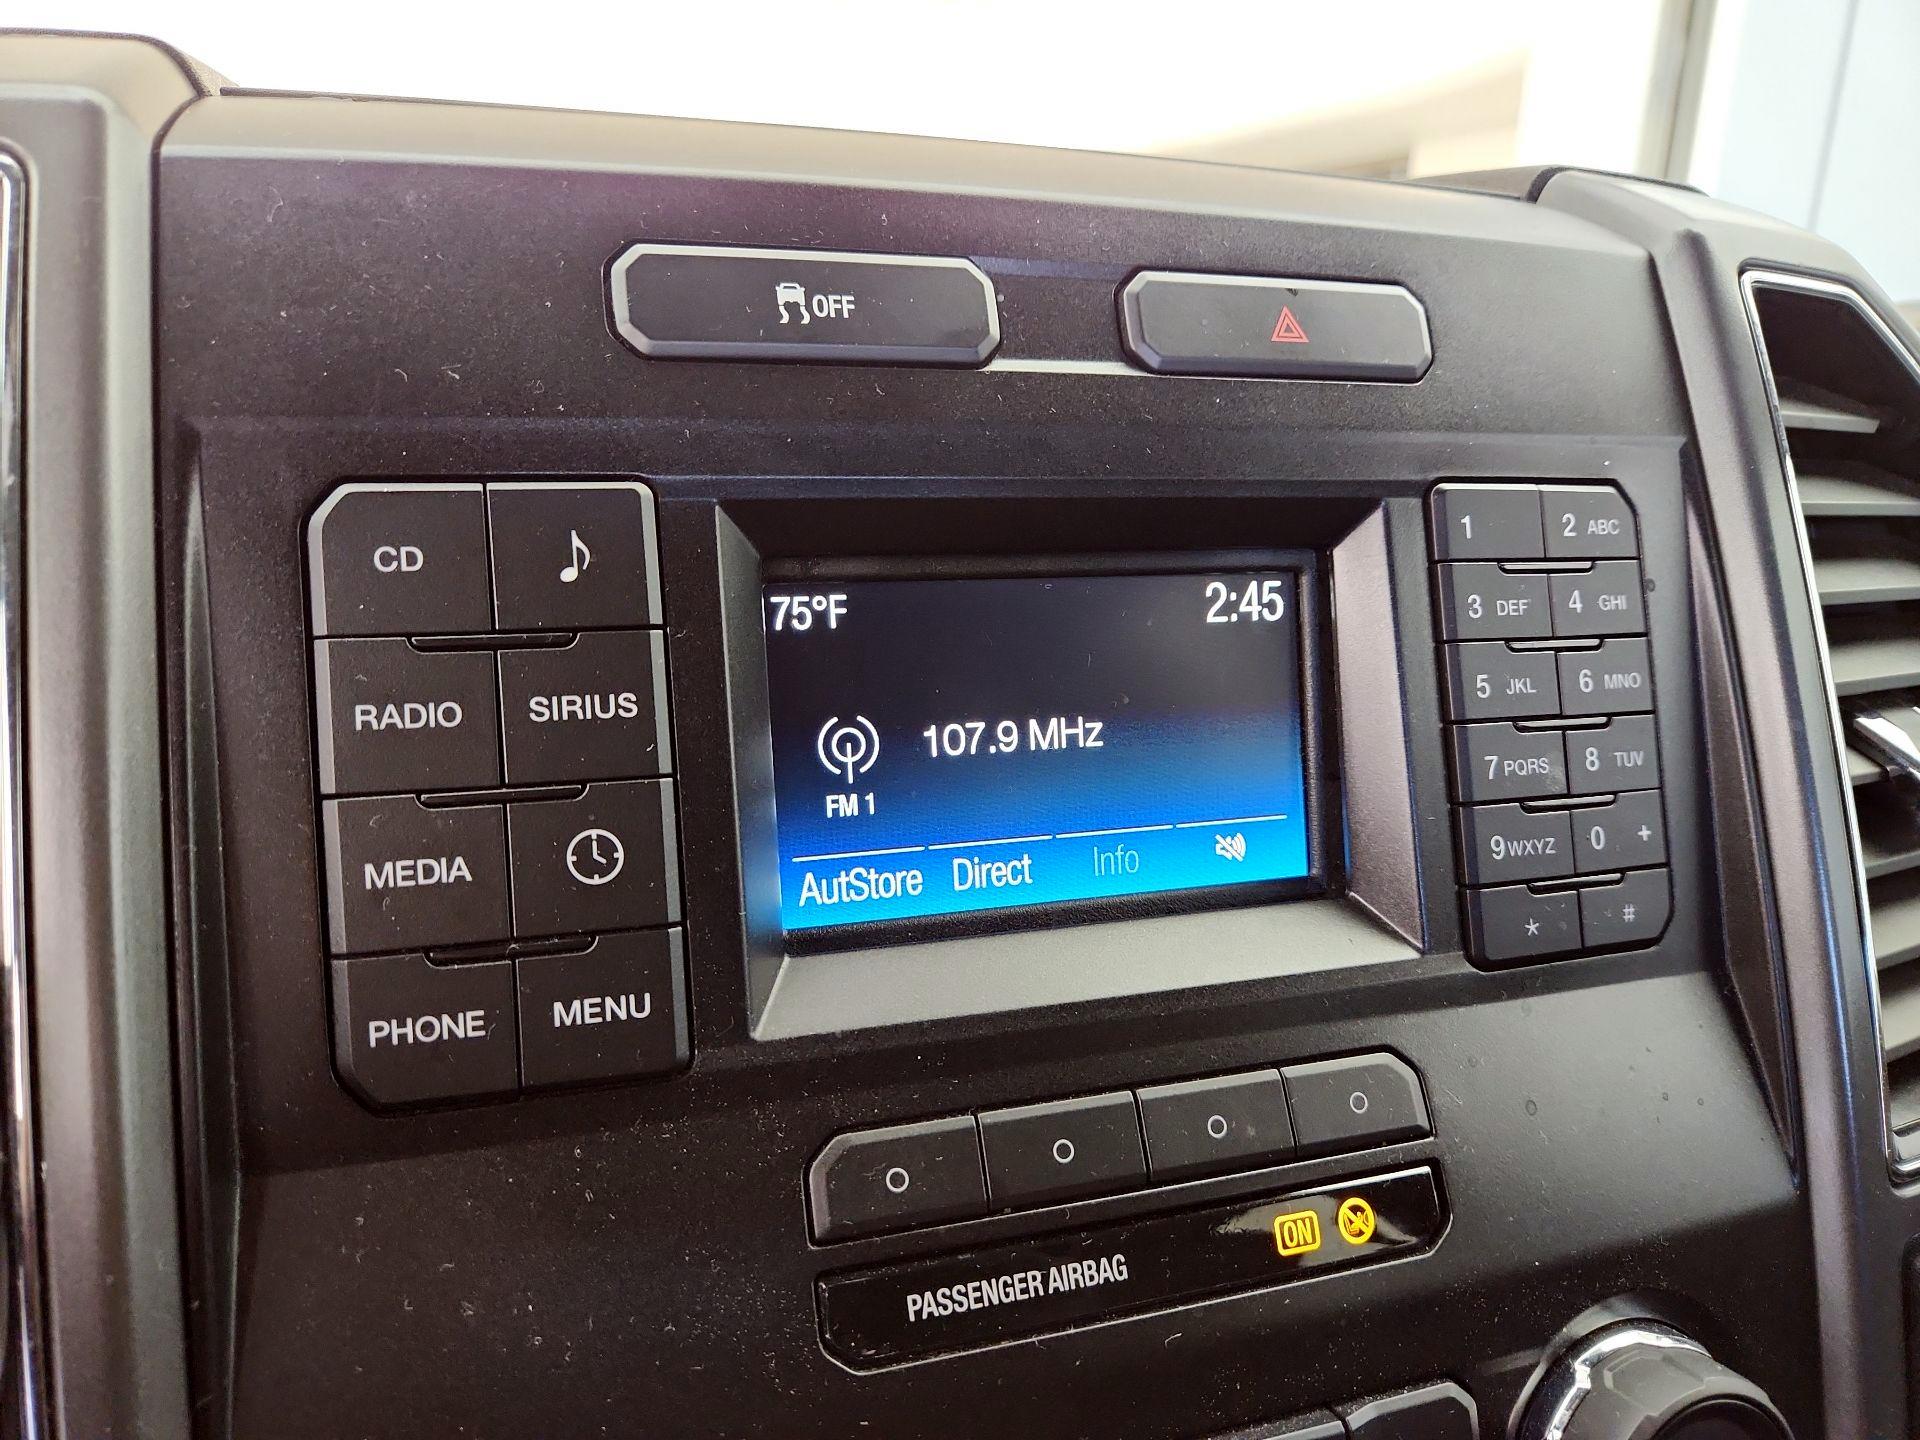 OFF
CD
RADIO SIRIUS
MEDIA
PHONE MENU
75°F 2:45
107.9 MHz
FM 1
AutStore Direct Info
1 2 ABC
3 DEF 4 GHI
5 JKL 6 MNO
7 PQRS 8 TUV
9 WXYZ 0 +
* #
ON
PASSENGER AIRBAG